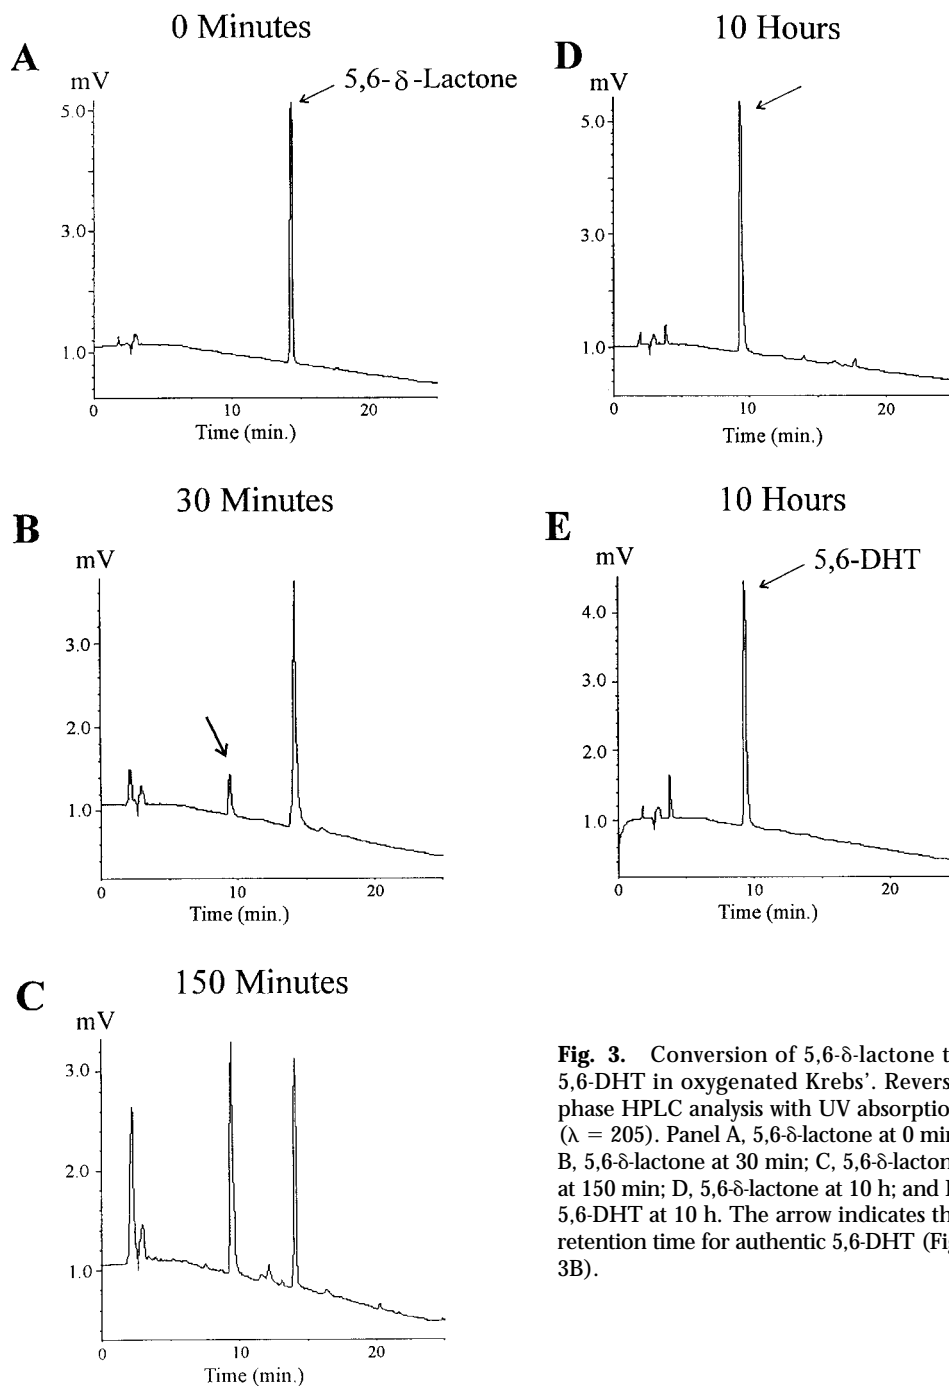 0 Minutes
A
mV
5,6-δ-Lactone
5.0
3.0
1.0
0 10 20
Time (min.)
10 Hours
D
mV
5.0
3.0
1.0
0 10 20
Time (min.)
30 Minutes
B
mV
3.0
2.0
1.0
0 10 20
Time (min.)
10 Hours
E
mV
5,6-DHT
4.0
3.0
2.0
1.0
0 10 20
Time (min.)
150 Minutes
C
mV
3.0
2.0
1.0
0 10 20
Time (min.)
Fig. 3. Conversion of 5,6-δ-lactone t
5,6-DHT in oxygenated Krebs’. Revers
phase HPLC analysis with UV absorptio
(λ = 205). Panel A, 5,6-δ-lactone at 0 min
B, 5,6-δ-lactone at 30 min; C, 5,6-δ-lacton
at 150 min; D, 5,6-δ-lactone at 10 h; and
5,6-DHT at 10 h. The arrow indicates th
retention time for authentic 5,6-DHT (Fig
3B).